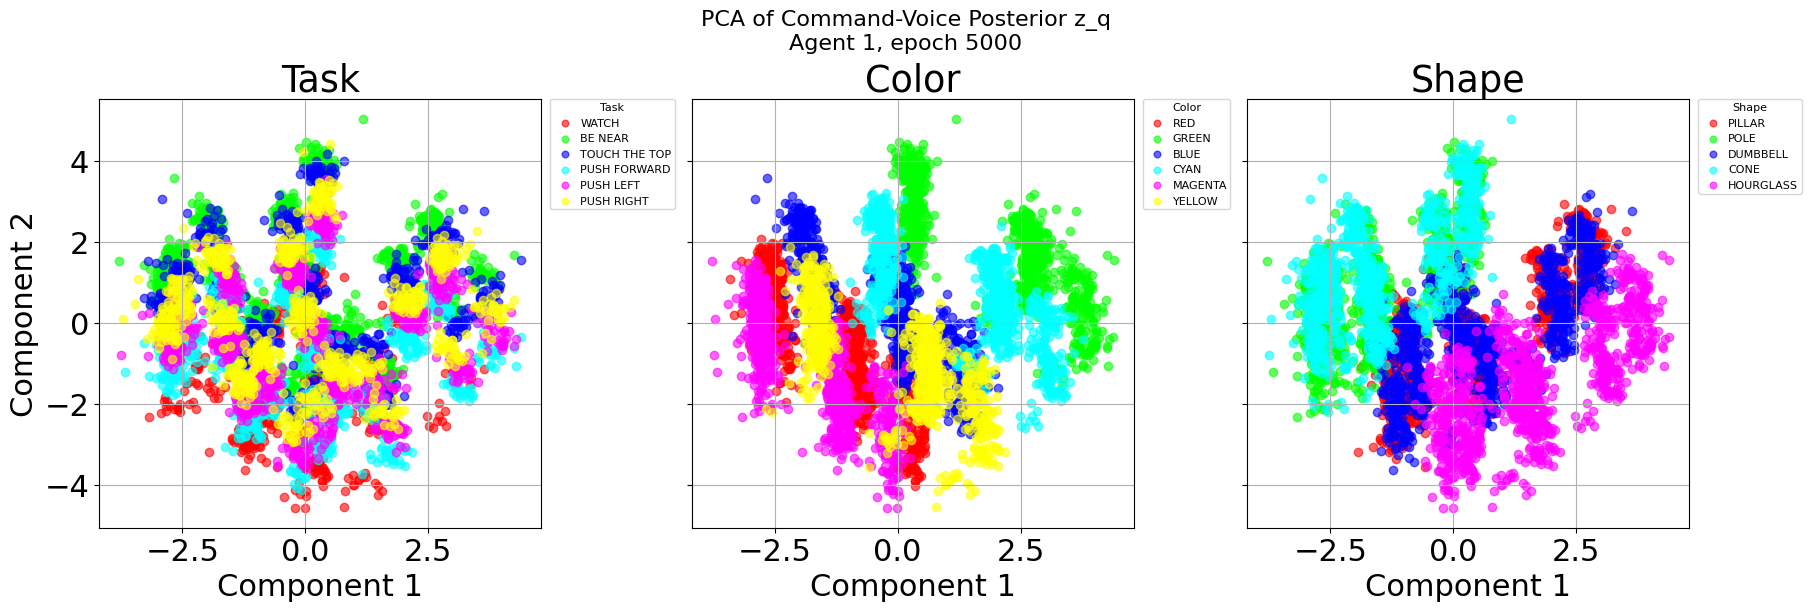 PCA of Command-Voice Posterior z_q
Agent 1, epoch 5000
Task
Component 2
4
2
0
−2
−4
−2.5 0.0 2.5
Component 1
Task
WATCH
BE NEAR
TOUCH THE TOP
PUSH FORWARD
PUSH LEFT
PUSH RIGHT
Color
−2.5 0.0 2.5
Component 1
Color
RED
GREEN
BLUE
CYAN
MAGENTA
YELLOW
Shape
−2.5 0.0 2.5
Component 1
Shape
PILLAR
POLE
DUMBBELL
CONE
HOURGLASS